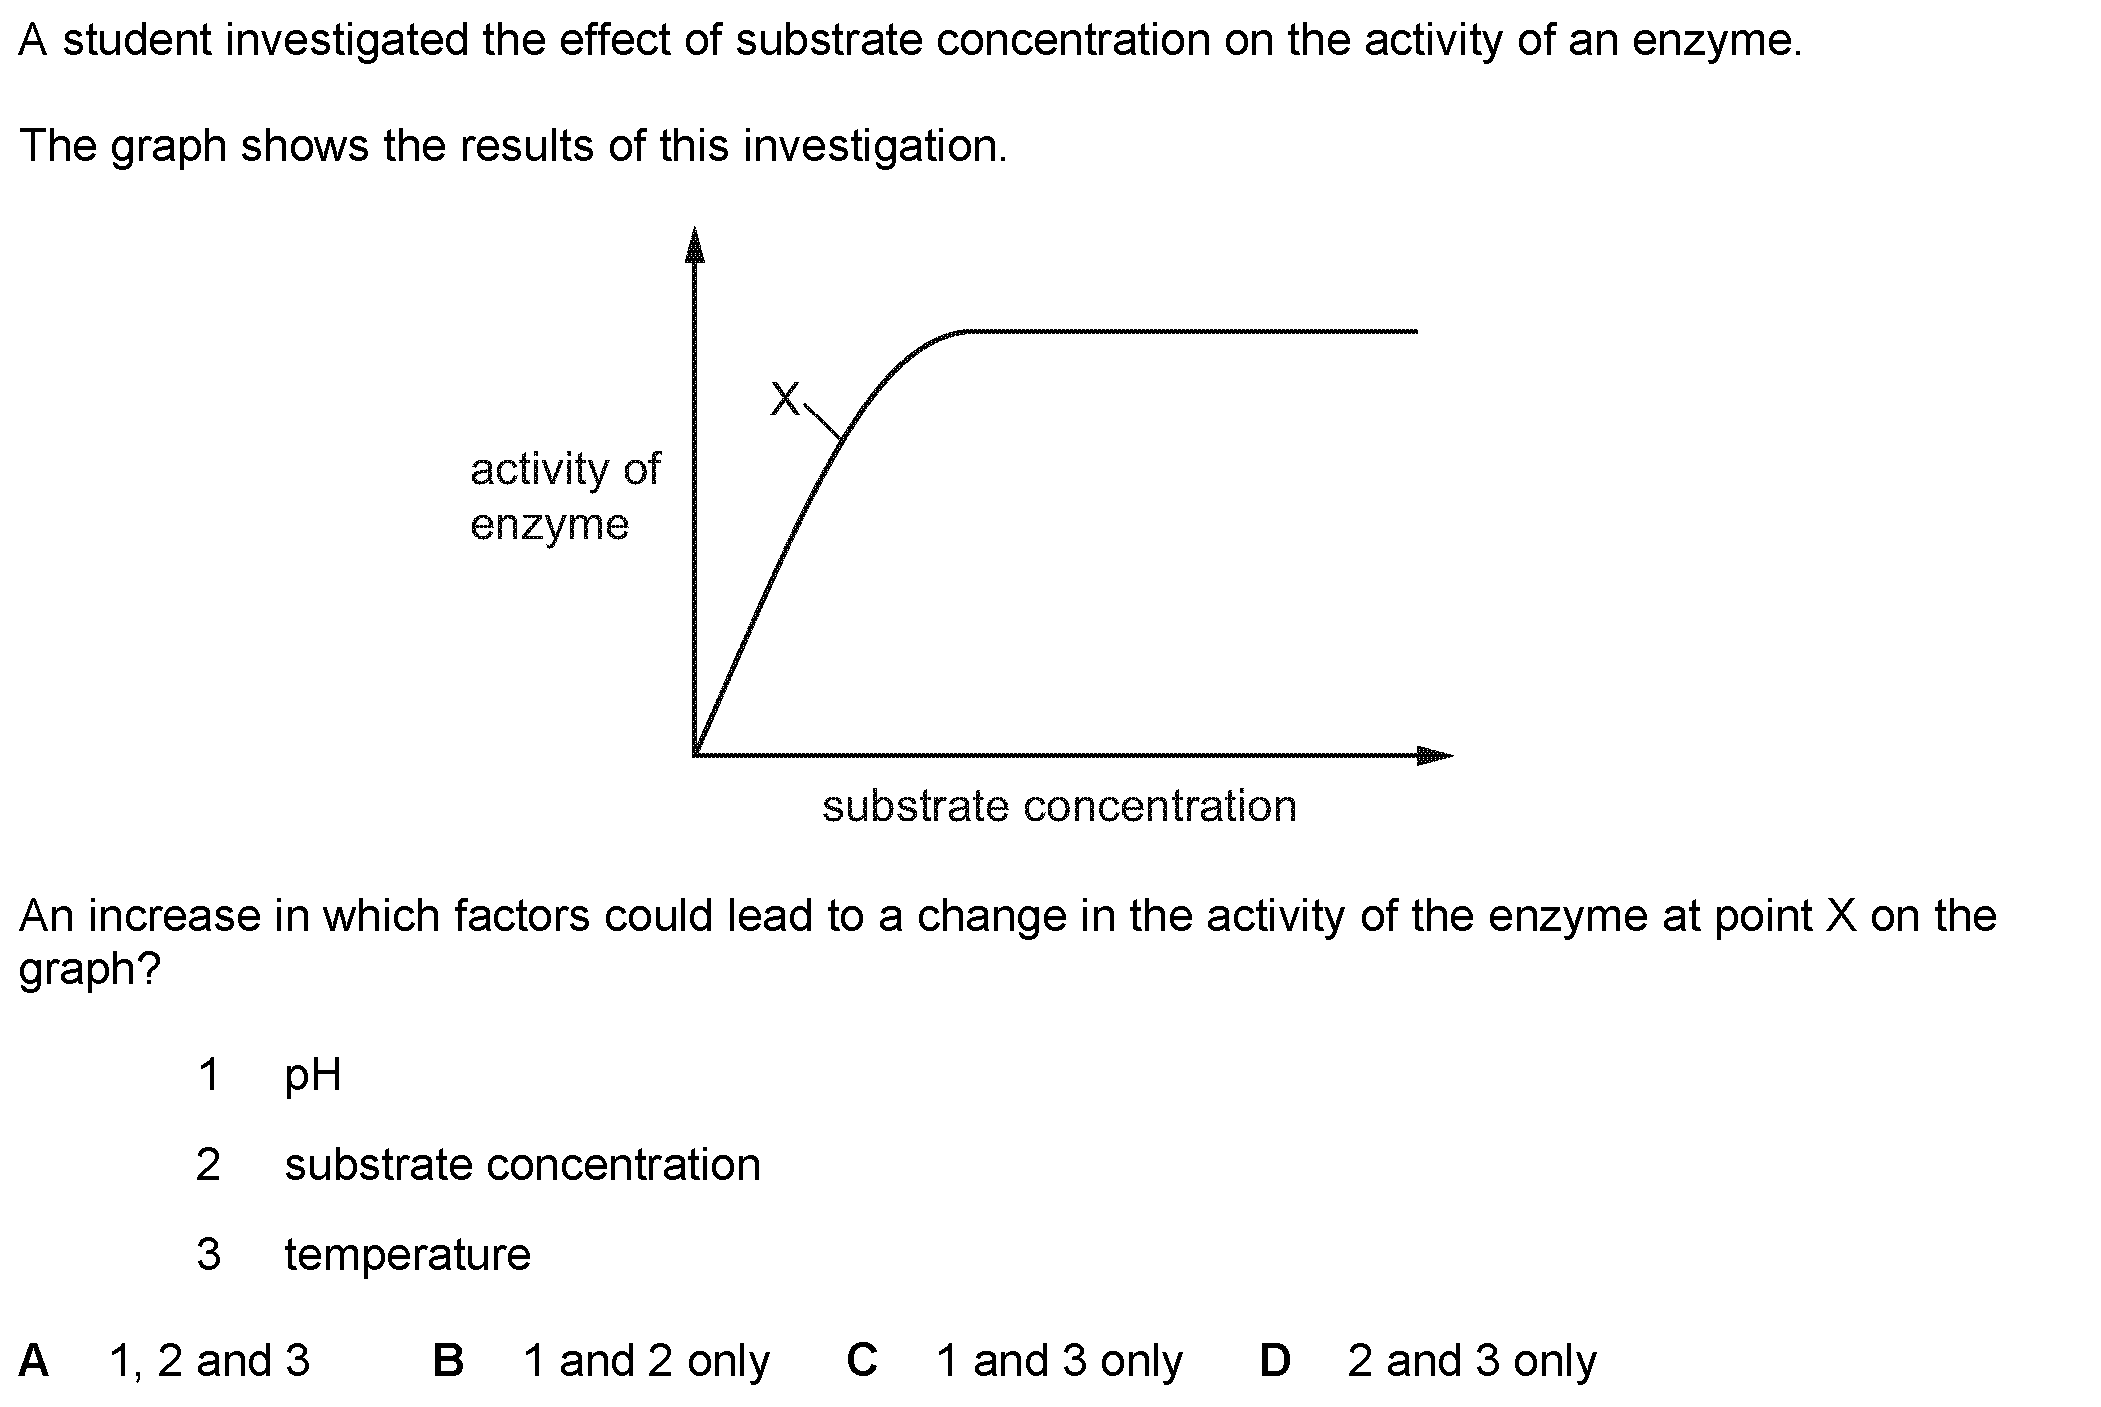 A student investigated the effect of substrate concentration on the activity of an enzyme.
The graph shows the results of this investigation.
X
activity of
enzyme
substrate concentration
An increase in which factors could lead to a change in the activity of the enzyme at point X on the
graph?
1 pH
2 substrate concentration
3 temperature
A 1, 2 and 3 B 1 and 2 only C 1 and 3 only D 2 and 3 only